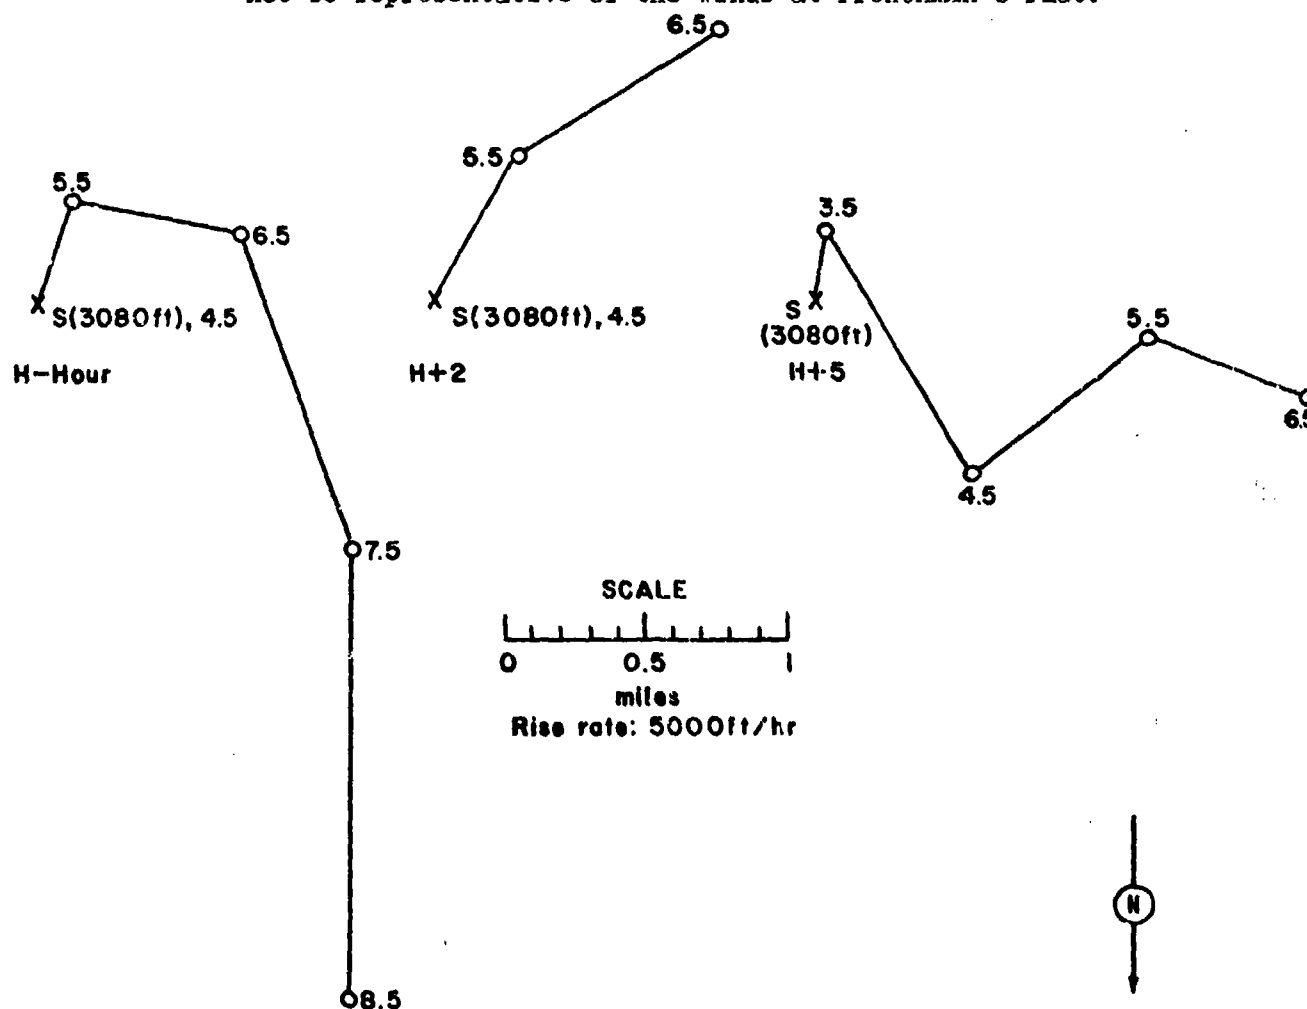 6.5
5.5
5.5
3.5
6.5
S(3080ft), 4.5
S(3080ft), 4.5
S
(3080ft)
5.5
H-Hour
H+2
H+5
4.5
7.5
SCALE
0 0.5 1
miles
Rise rate: 5000ft/hr
N
8.5